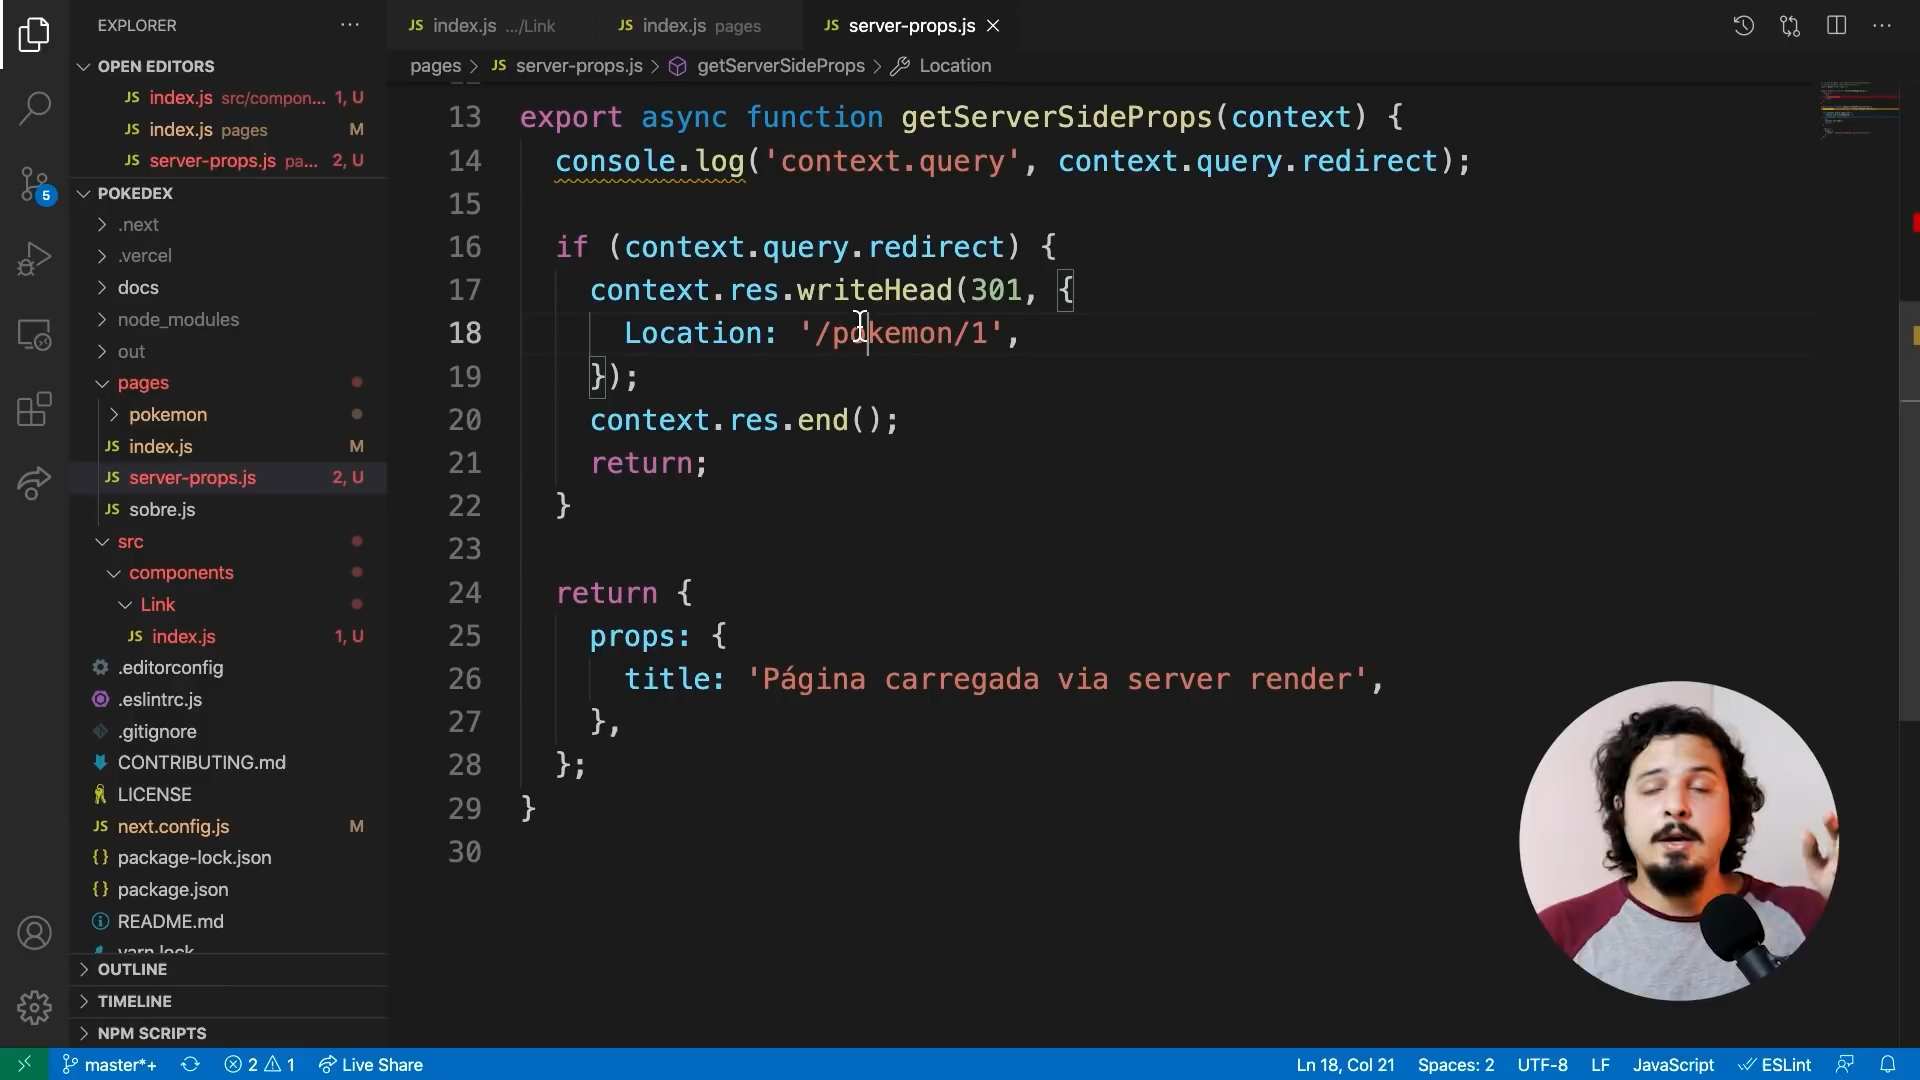 EXPLORER
index.js .../Link
index.js pages
server-props.js
OPEN EDITORS
index.js src/compon... 1, U
index.js pages M
server-props.js pa... 2, U
POKEDEX
.next
.vercel
docs
node_modules
out
pages
pokemon
index.js M
server-props.js 2, U
sobre.js
src
components
Link
index.js 1, U
.editorconfig
.eslintrc.js
.gitignore
CONTRIBUTING.md
LICENSE
next.config.js M
package-lock.json
package.json
README.md
yarn.lock
OUTLINE
TIMELINE
NPM SCRIPTS
5
pages > JS server-props.js > getServerSideProps > Location
13 export async function getServerSideProps(context) {
14 console.log('context.query', context.query.redirect);
15
16 if (context.query.redirect) {
17 context.res.writeHead(301, {
18 Location: '/pokemon/1',
19 });
20 context.res.end();
21 return;
22 }
23
24 return {
25 props: {
26 title: 'Página carregada via server render',
27 },
28 };
29 }
30
master*+ 2 1 Live Share Ln 18, Col 21 Spaces: 2 UTF-8 LF JavaScript ESLint